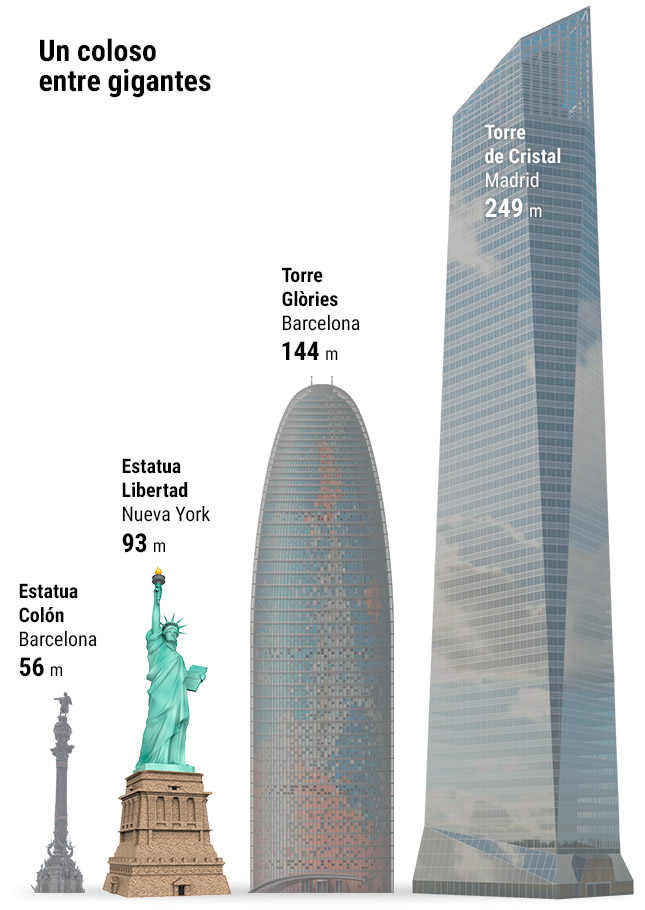 Un coloso
entre gigantes
Torre
de Cristal
Madrid
249 m
Torre
Glòries
Barcelona
144 m
Estatua
Libertad
Nueva York
93 m
Estatua
Colón
Barcelona
56 m